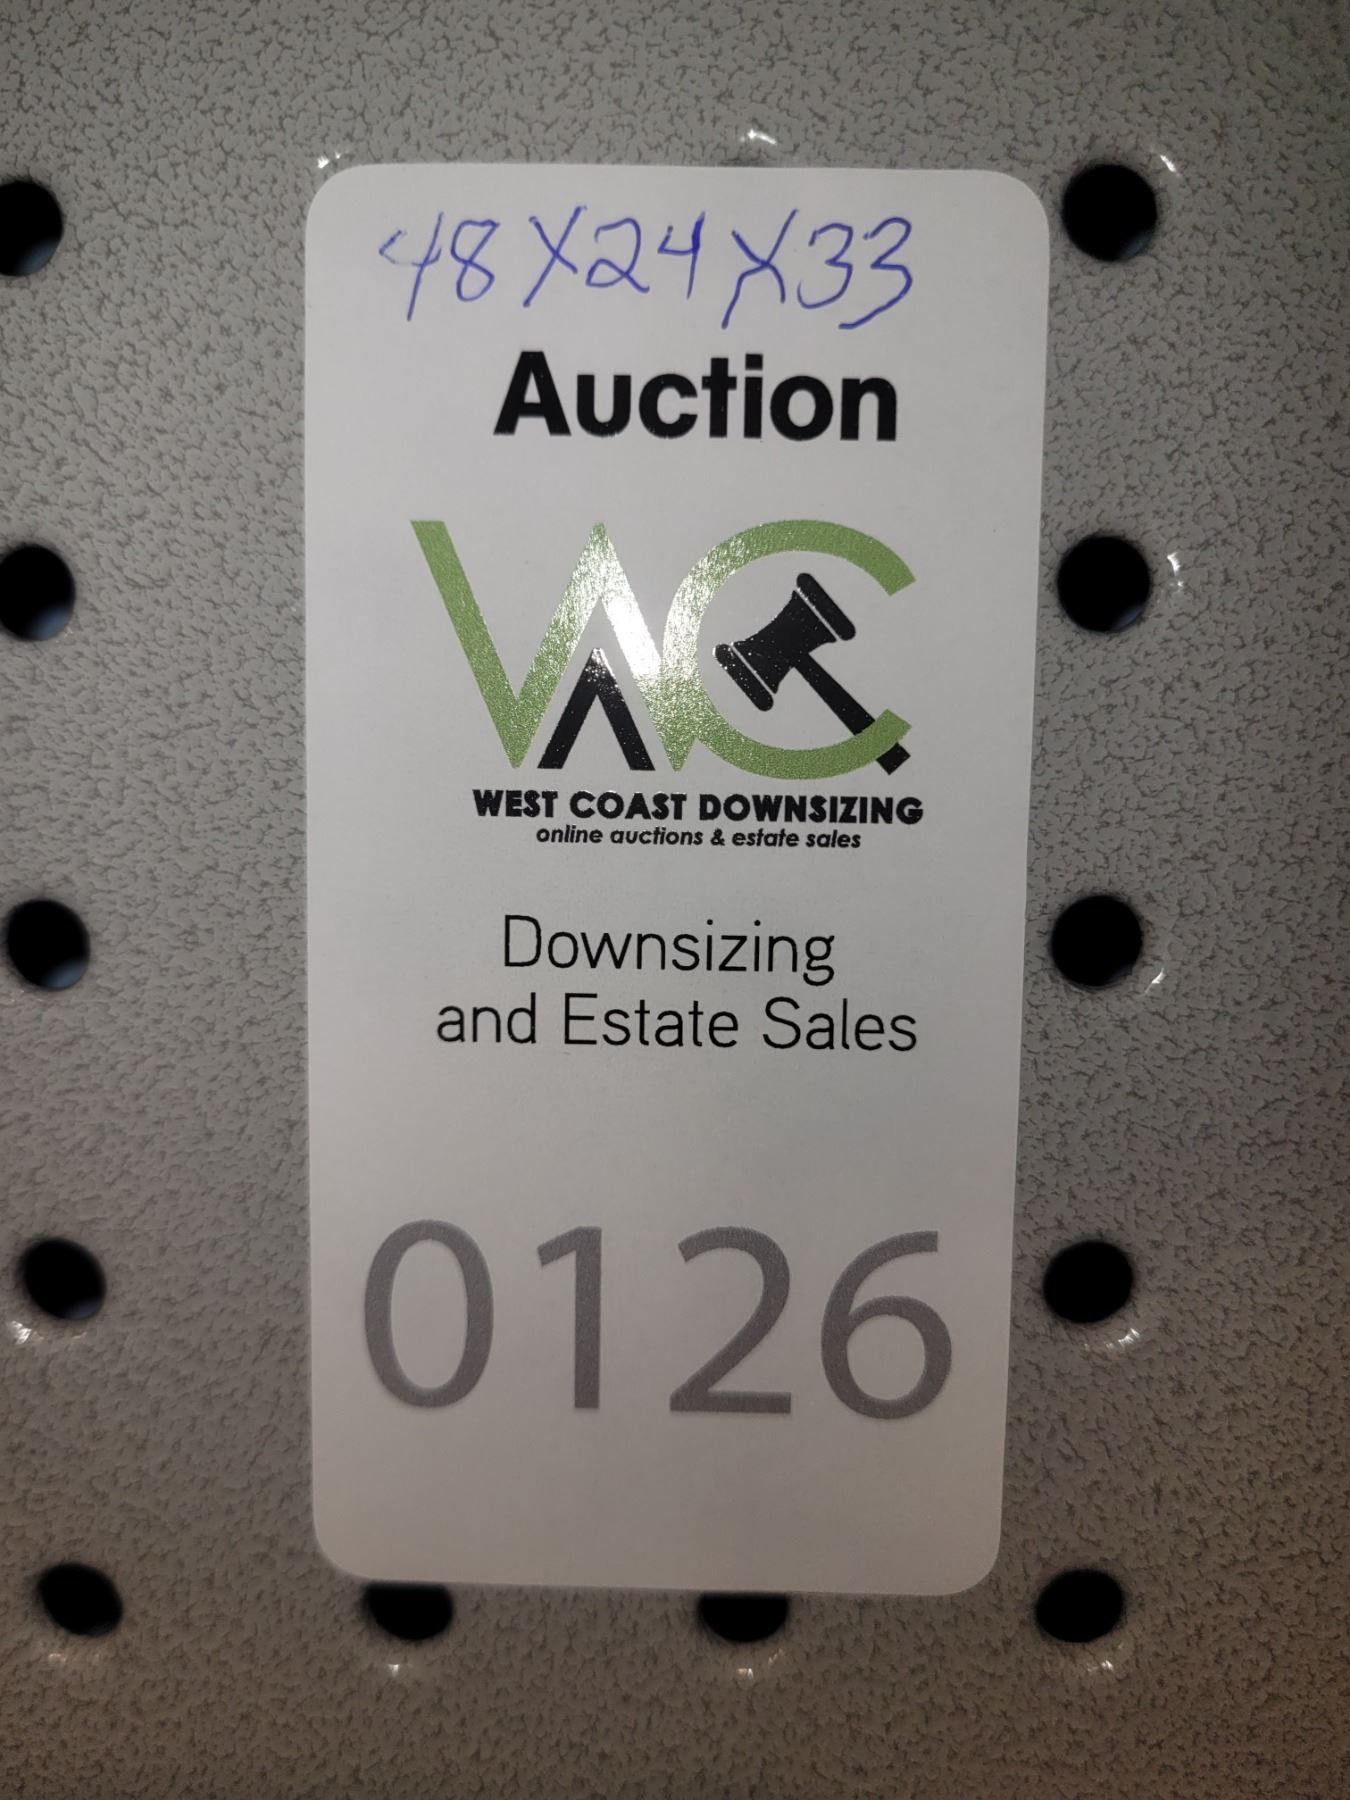 48X24X33
Auction
WC
WEST COAST DOWNSIZING
online auctions & estate sales
Downsizing
and Estate Sales
0126